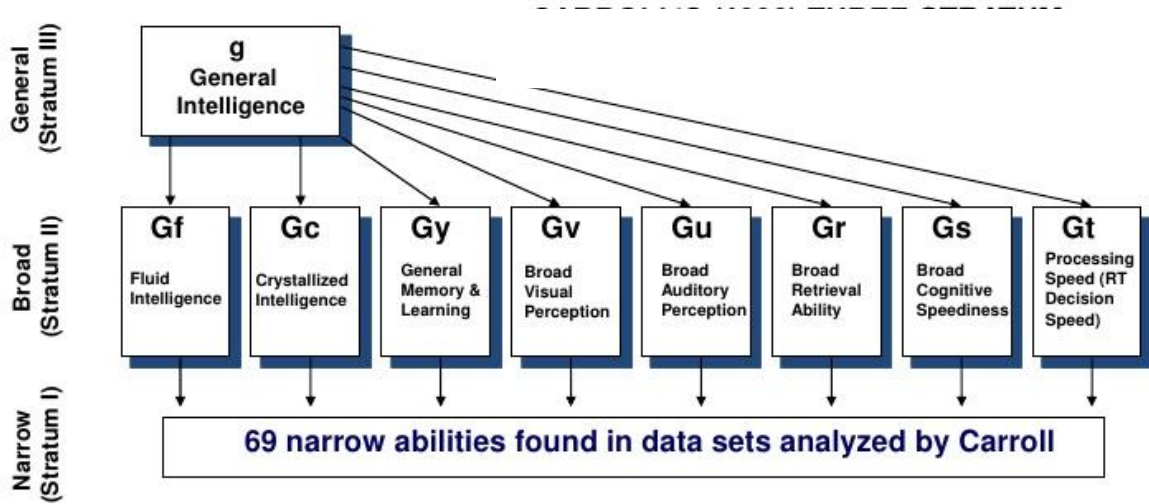 General
(Stratum III)
g
General
Intelligence
Broad
(Stratum II)
Gf
Fluid
Intelligence
Gc
Crystallized
Intelligence
Gy
General
Memory &
Learning
Gv
Broad
Visual
Perception
Gu
Broad
Auditory
Perception
Gr
Broad
Retrieval
Ability
Gs
Broad
Cognitive
Speediness
Gt
Processing
Speed (RT
Decision
Speed)
Narrow
(Stratum I)
69 narrow abilities found in data sets analyzed by Carroll